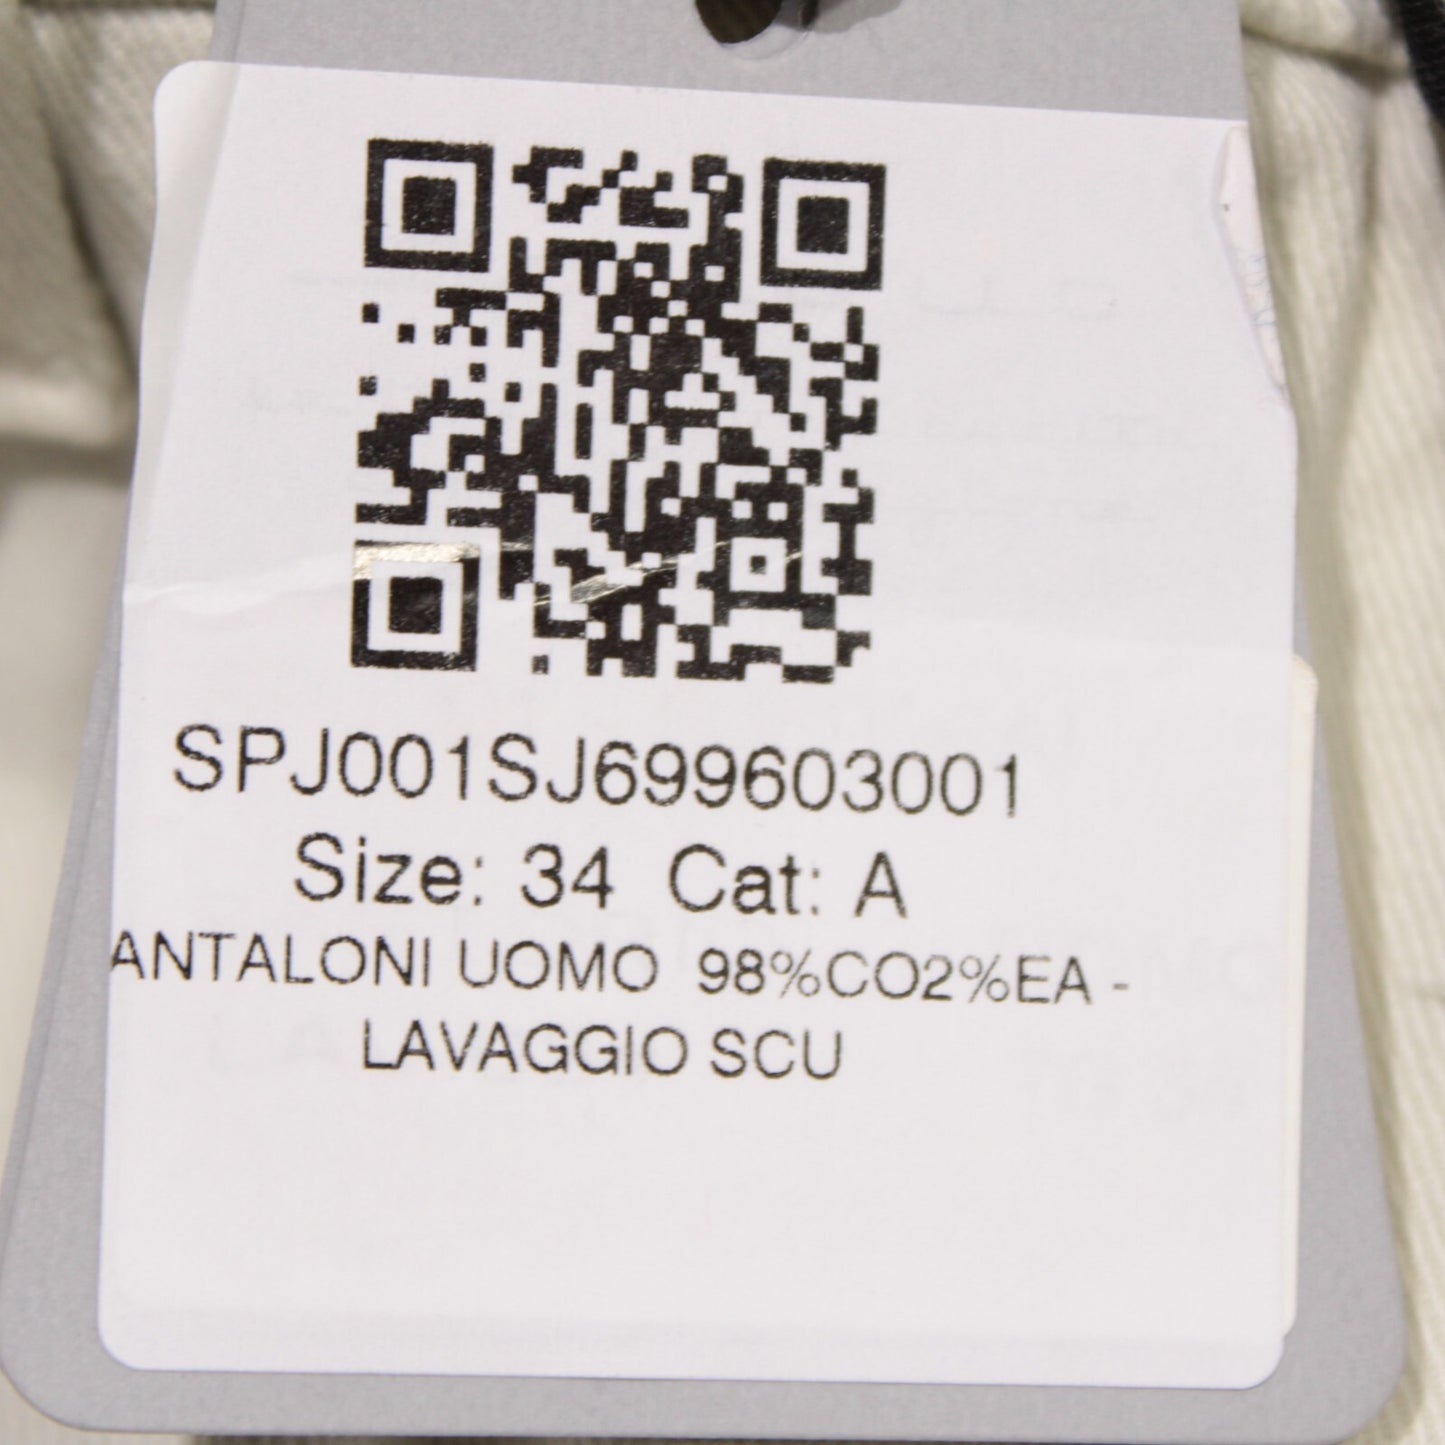 SPJ001SJ699603001
Size: 34 Cat: A
ANTALONI UOMO 98%CO2%EA -
LAVAGGIO SCU